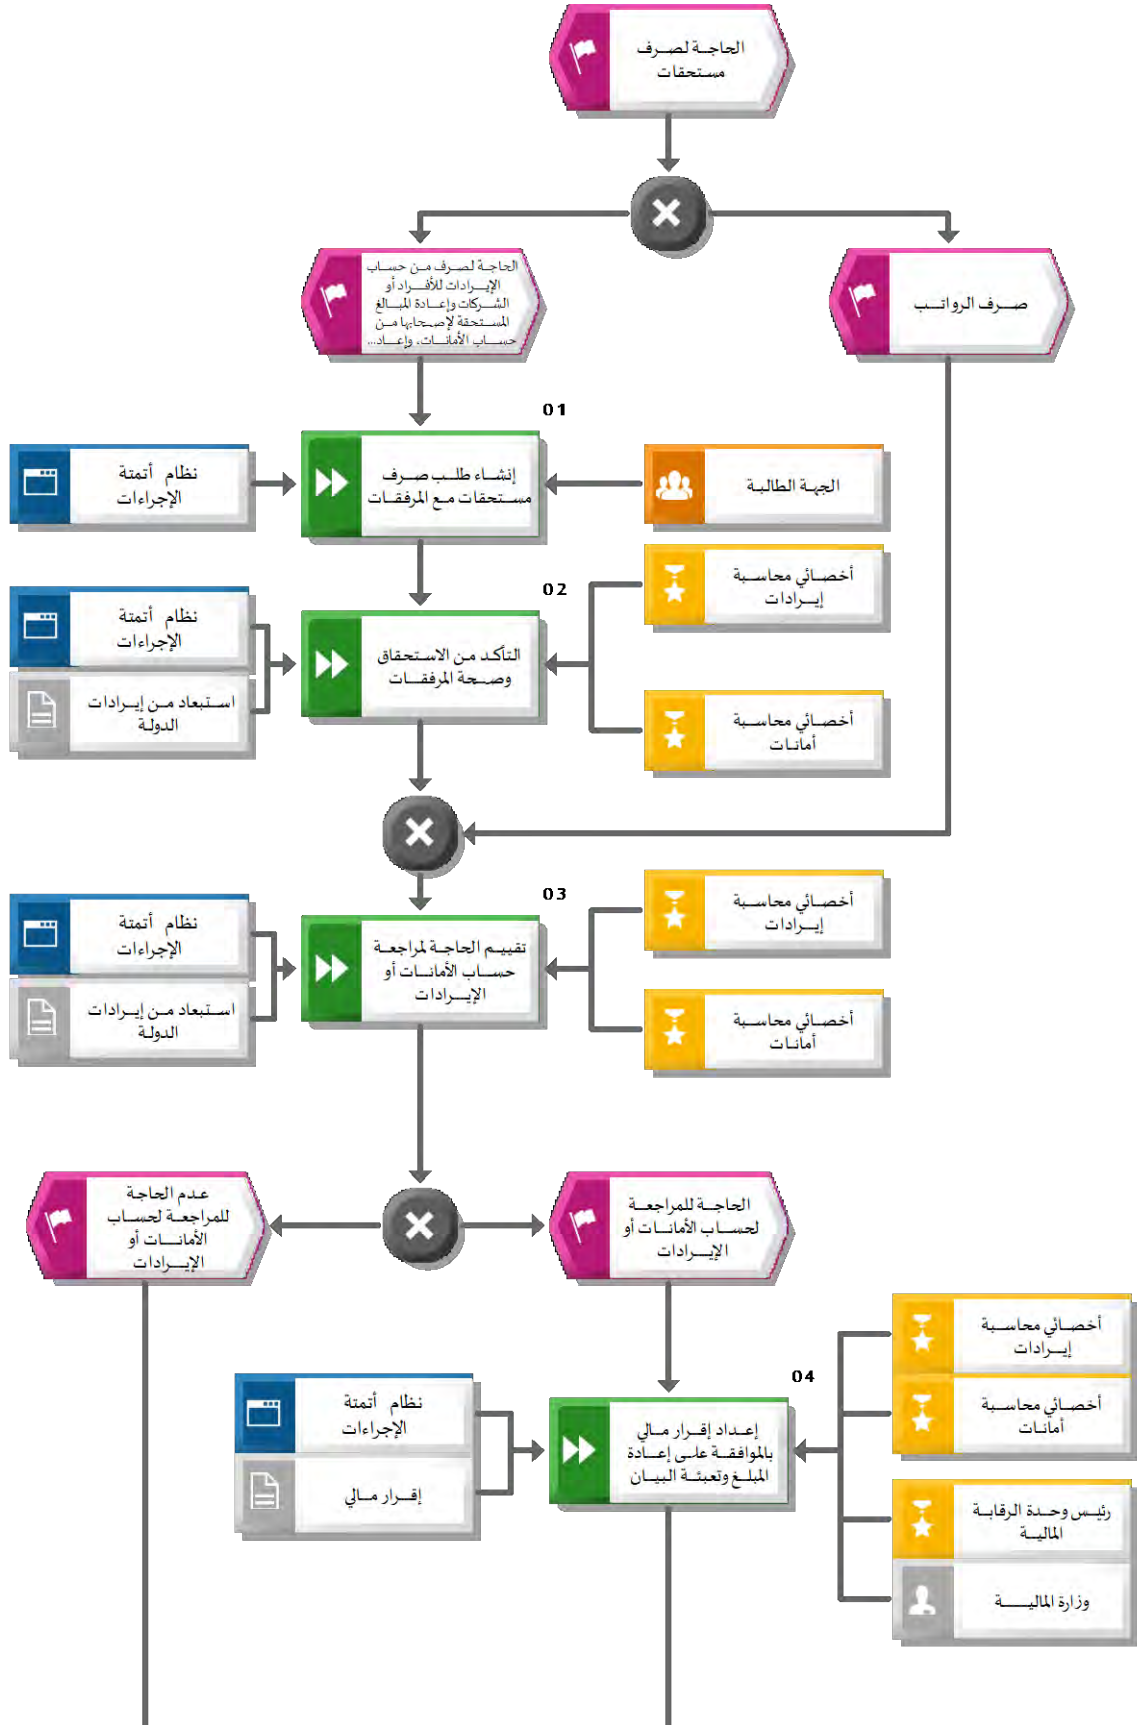 الحاجة لصرف
مستحقات
الحاجة لصرف من حساب
الإيرادات للأفراد أو
الشركات وإعادة المبالغ
المستحقة لإصحابها من
حساب الأمانات، وإعاد...
صرف الرواتب
01
نظام أتمتة
الإجراءات
إنشاء طلب صرف
مستحقات مع المرفقات
الجهة الطالبة
02
نظام أتمتة
الإجراءات
استبعاد من إيرادات
الدولة
التأكد من الاستحقاق
وصحة المرفقات
أخصائي محاسبة
إيرادات
أخصائي محاسبة
أمانات
03
نظام أتمتة
الإجراءات
استبعاد من إيرادات
الدولة
تقييم الحاجة لمراجعة
حساب الأمانات أو
الإيرادات
أخصائي محاسبة
إيرادات
أخصائي محاسبة
أمانات
عدم الحاجة
للمراجعة لحساب
الأمانات أو
الإيرادات
الحاجة للمراجعة
لحساب الأمانات أو
الإيرادات
04
نظام أتمتة
الإجراءات
إقرار مالي
إعداد إقرار مالي
بالموافقة على إعادة
المبلغ وتعبئة البيان
أخصائي محاسبة
إيرادات
أخصائي محاسبة
أمانات
رئيس وحدة الرقابة
المالية
وزارة المالية